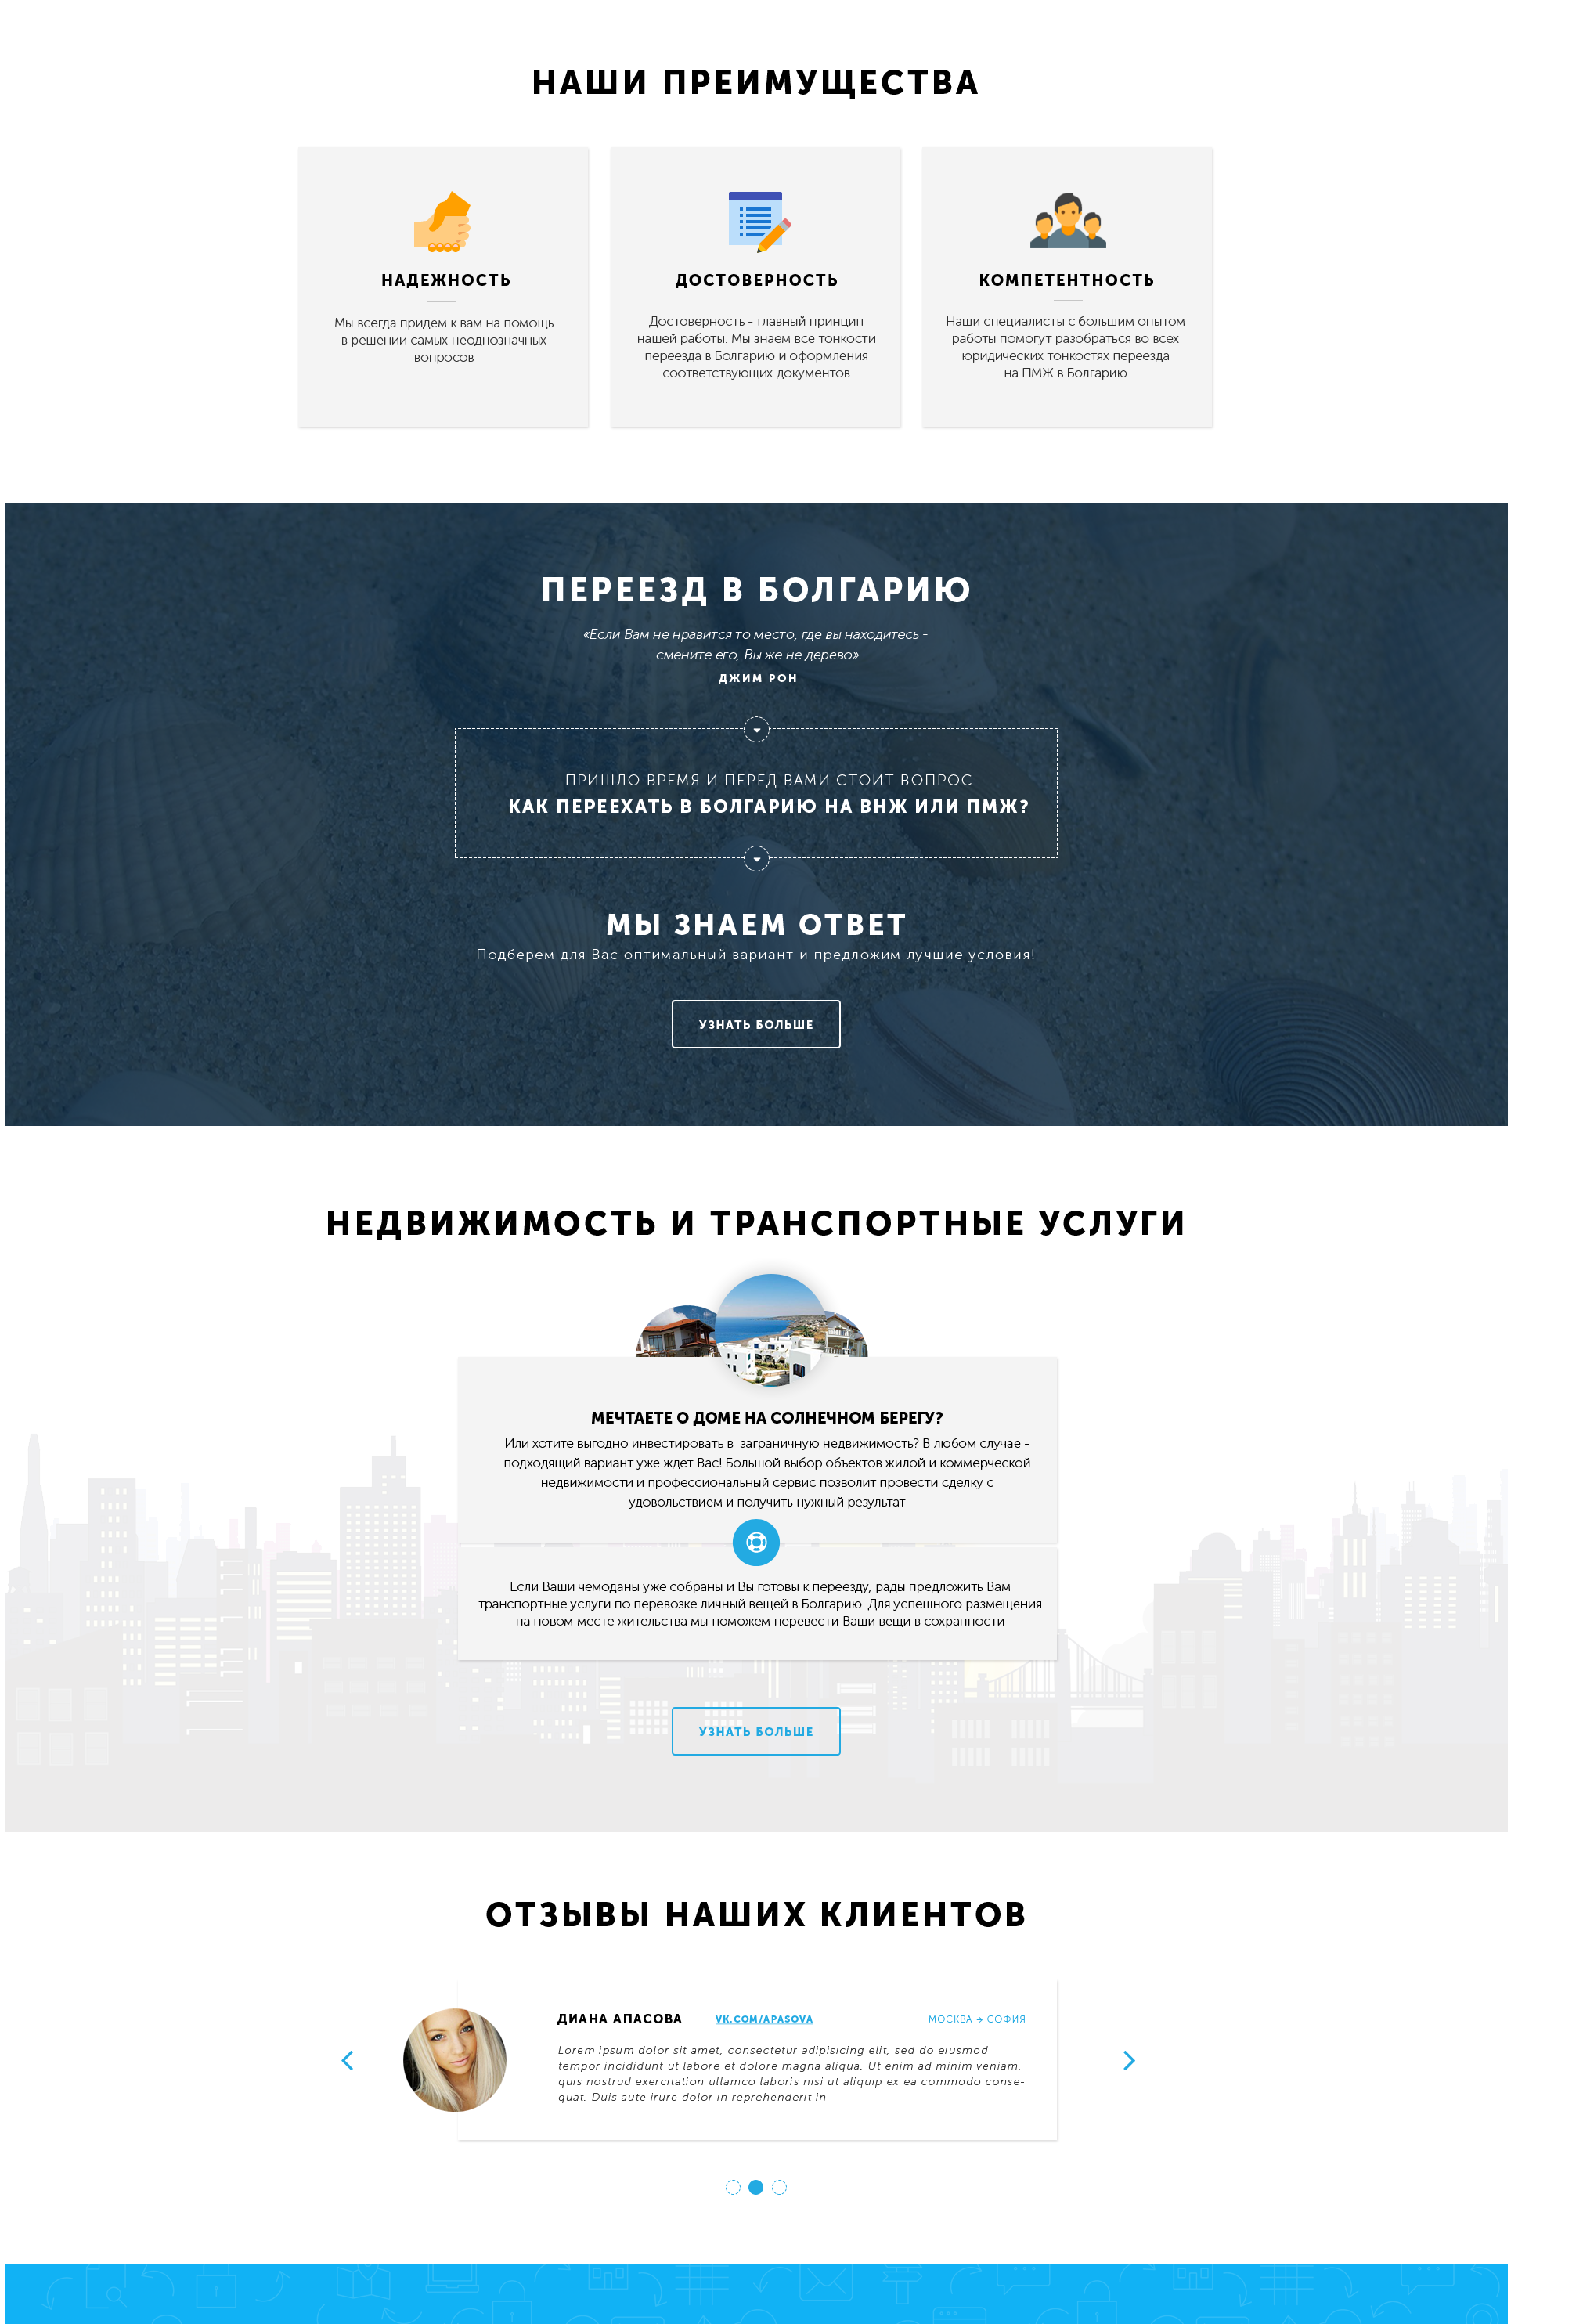 НАШИ ПРЕИМУЩЕСТВА
НАДЕЖНОСТЬ
Мы всегда придем к вам на помощь
в решении самых неоднозначных
вопросов
ДОСТОВЕРНОСТЬ
Достоверность - главный принцип
нашей работы. Мы знаем все тонкости
переезда в Болгарию и оформления
соответствующих документов
КОМПЕТЕНТНОСТЬ
Наши специалисты с большим опытом
работы помогут разобраться во всех
юридических тонкостях переезда
на ПМЖ в Болгарию
ПЕРЕЕЗД В БОЛГАРИЮ
«Если Вам не нравится то место, где вы находитесь -
смените его, Вы же не дерево»
ДЖИМ РОН
ПРИШЛО ВРЕМЯ И ПЕРЕД ВАМИ СТОИТ ВОПРОС
КАК ПЕРЕЕХАТЬ В БОЛГАРИЮ НА ВНЖ ИЛИ ПМЖ?
МЫ ЗНАЕМ ОТВЕТ
Подберем для Вас оптимальный вариант и предложим лучшие условия!
УЗНАТЬ БОЛЬШЕ
НЕДВИЖИМОСТЬ И ТРАНСПОРТНЫЕ УСЛУГИ
МЕЧТАЕТЕ О ДОМЕ НА СОЛНЕЧНОМ БЕРЕГУ?
Или хотите выгодно инвестировать в заграничную недвижимость? В любом случае -
подходящий вариант уже ждет Вас! Большой выбор объектов жилой и коммерческой
недвижимости и профессиональный сервис позволит провести сделку с
удовольствием и получить нужный результат
Если Ваши чемоданы уже собраны и Вы готовы к переезду, рады предложить Вам
транспортные услуги по перевозке личный вещей в Болгарию. Для успешного размещения
на новом месте жительства мы поможем перевести Ваши вещи в сохранности
УЗНАТЬ БОЛЬШЕ
ОТЗЫВЫ НАШИХ КЛИЕНТОВ
ДИАНА АПАСОВА VK.COM/APASOVA МОСКВА → СОФИЯ
Lorem ipsum dolor sit amet, consectetur adipisicing elit, sed do eiusmod
tempor incididunt ut labore et dolore magna aliqua. Ut enim ad minim veniam,
quis nostrud exercitation ullamco laboris nisi ut aliquip ex ea commodo conse-
quat. Duis aute irure dolor in reprehenderit in